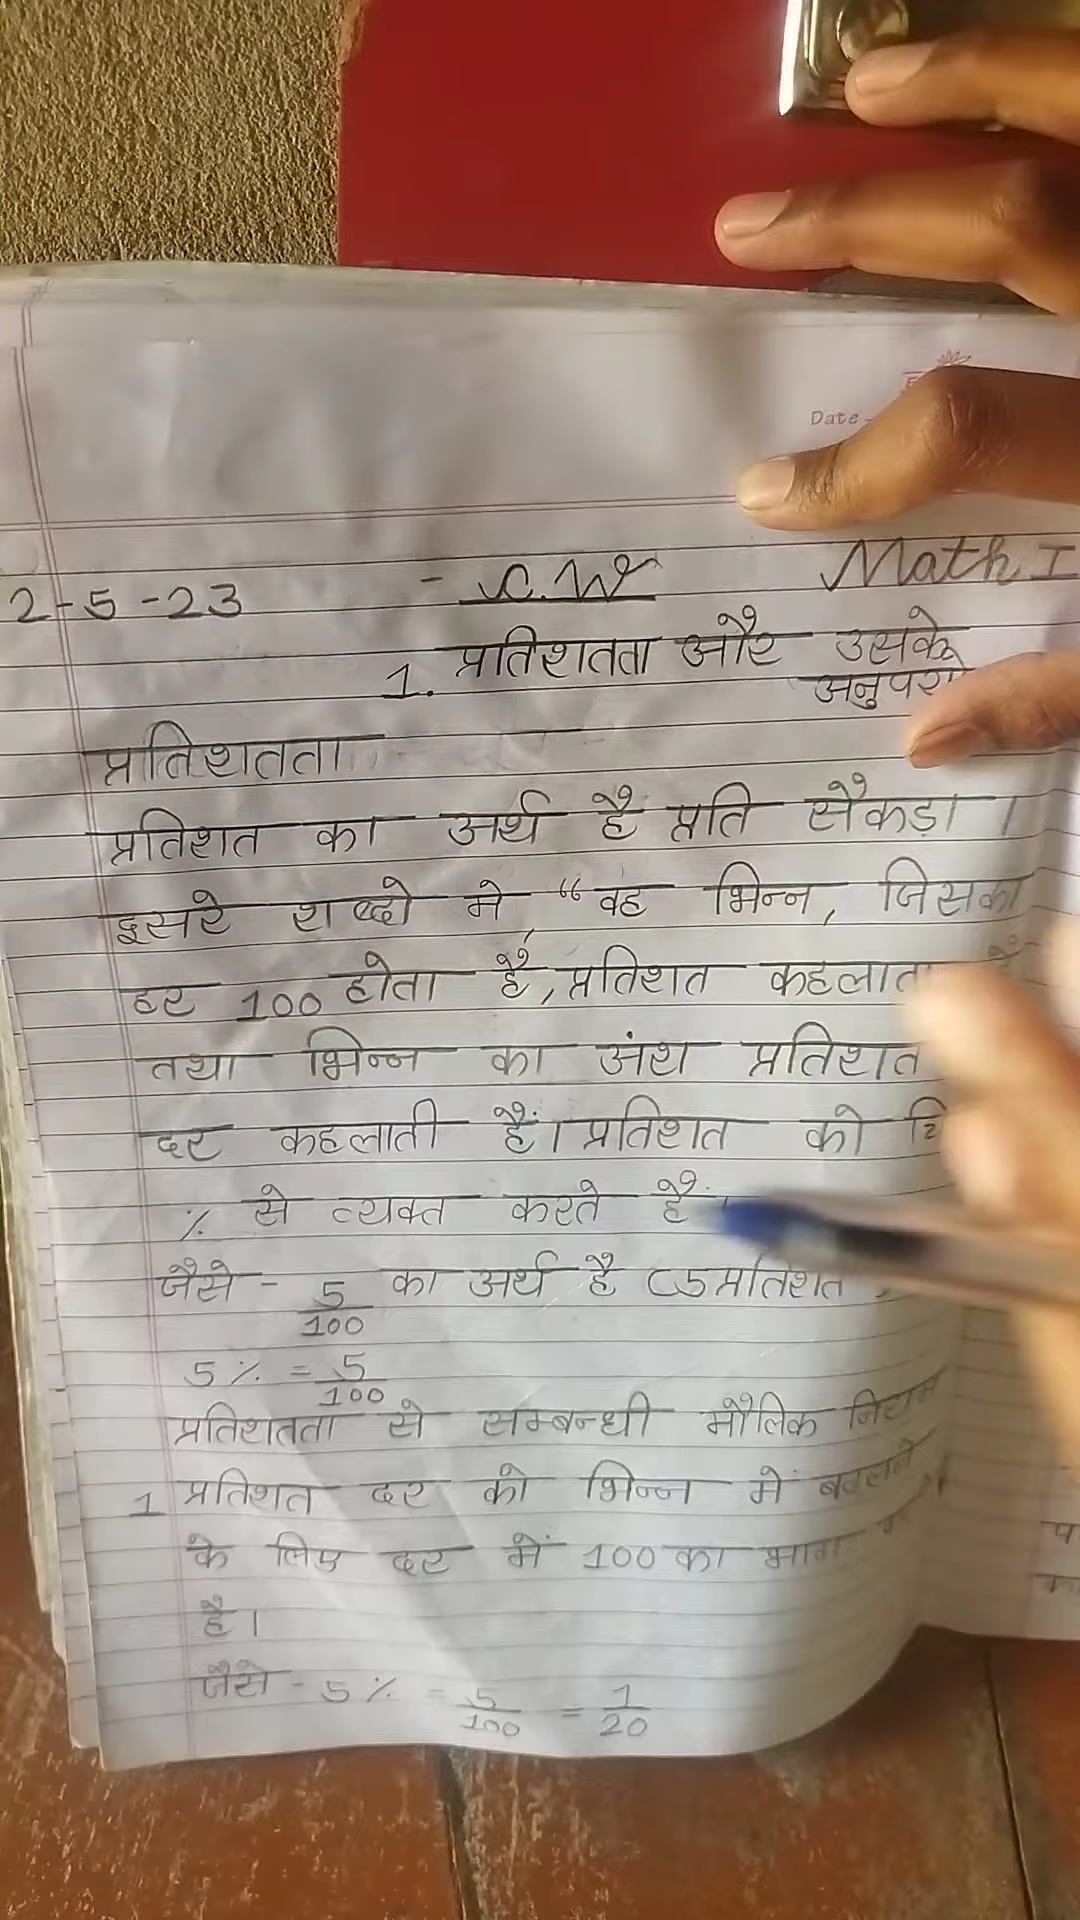 Date -
2-5-23 - C.W Math I
1. प्रतिशतता और उसके
प्रतिशतता
प्रतिशत का अर्थ है प्रति सैकड़ा ।
दुसरे शब्दो मे, “वह भिन्न, जिसका
हर 100 होता है, प्रतिशत कहलाता है
तथा भिन्न का अंश प्रतिशत
दर कहलाती हैं। प्रतिशत को
% से व्यक्त करते हैं।
जैसे - 5/100 का अर्थ है (5 प्रतिशत
5% = 5/100
प्रतिशतता से सम्बन्धी मौलिक नियम
1 प्रतिशत दर को भिन्न में बदलने
के लिए दर में 100 का भाग
है।
जैसे - 5% = 5/100 = 1/20